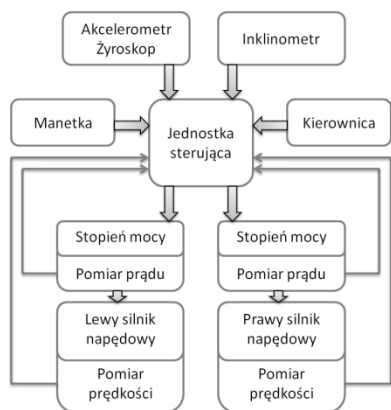 Akcelerometr
Żyroskop
Inklinometr
Manetka
Jednostka
sterująca
Kierownica
Stopień mocy
Pomiar prądu
Stopień mocy
Pomiar prądu
Lewy silnik
napędowy
Pomiar
prędkości
Prawy silnik
napędowy
Pomiar
prędkości